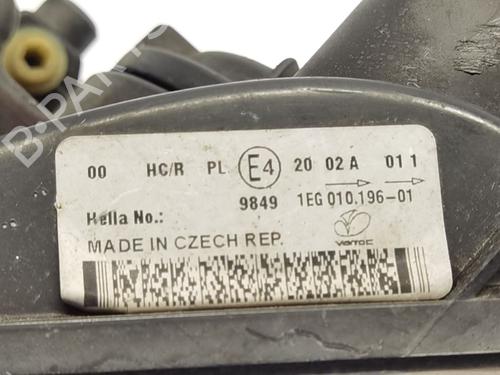 B-PARTS
00 HC/R PL E4 20 02 A 01 1
9849
Hella No.: 1EG 010.196-01
MADE IN CZECH REP. VARROC